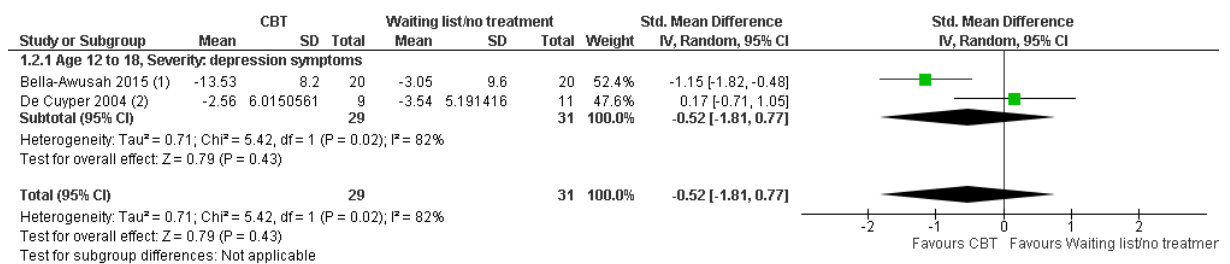 CBT Waiting list/no treatment Std. Mean Difference Std. Mean Difference
Study or Subgroup Mean SD Total Mean SD Total Weight IV, Random, 95% CI IV, Random, 95% CI
1.2.1 Age 12 to 18, Severity: depression symptoms
Bella-Awusah 2015 (1) -13.53 8.2 20 -3.05 9.6 20 52.4% -1.15 [-1.82, -0.48]
De Cuyper 2004 (2) -2.56 6.0150561 9 -3.54 5.191416 11 47.6% 0.17 [-0.71, 1.05]
Subtotal (95% CI) 29 31 100.0% -0.52 [-1.81, 0.77]
Heterogeneity: Tau² = 0.71; Chi² = 5.42, df = 1 (P = 0.02); I² = 82%
Test for overall effect: Z = 0.79 (P = 0.43)
Total (95% CI) 29 31 100.0% -0.52 [-1.81, 0.77]
Heterogeneity: Tau² = 0.71; Chi² = 5.42, df = 1 (P = 0.02); I² = 82%
Test for overall effect: Z = 0.79 (P = 0.43)
Test for subgroup differences: Not applicable
-2 -1 0 1 2
Favours CBT Favours Waiting list/no treatmen